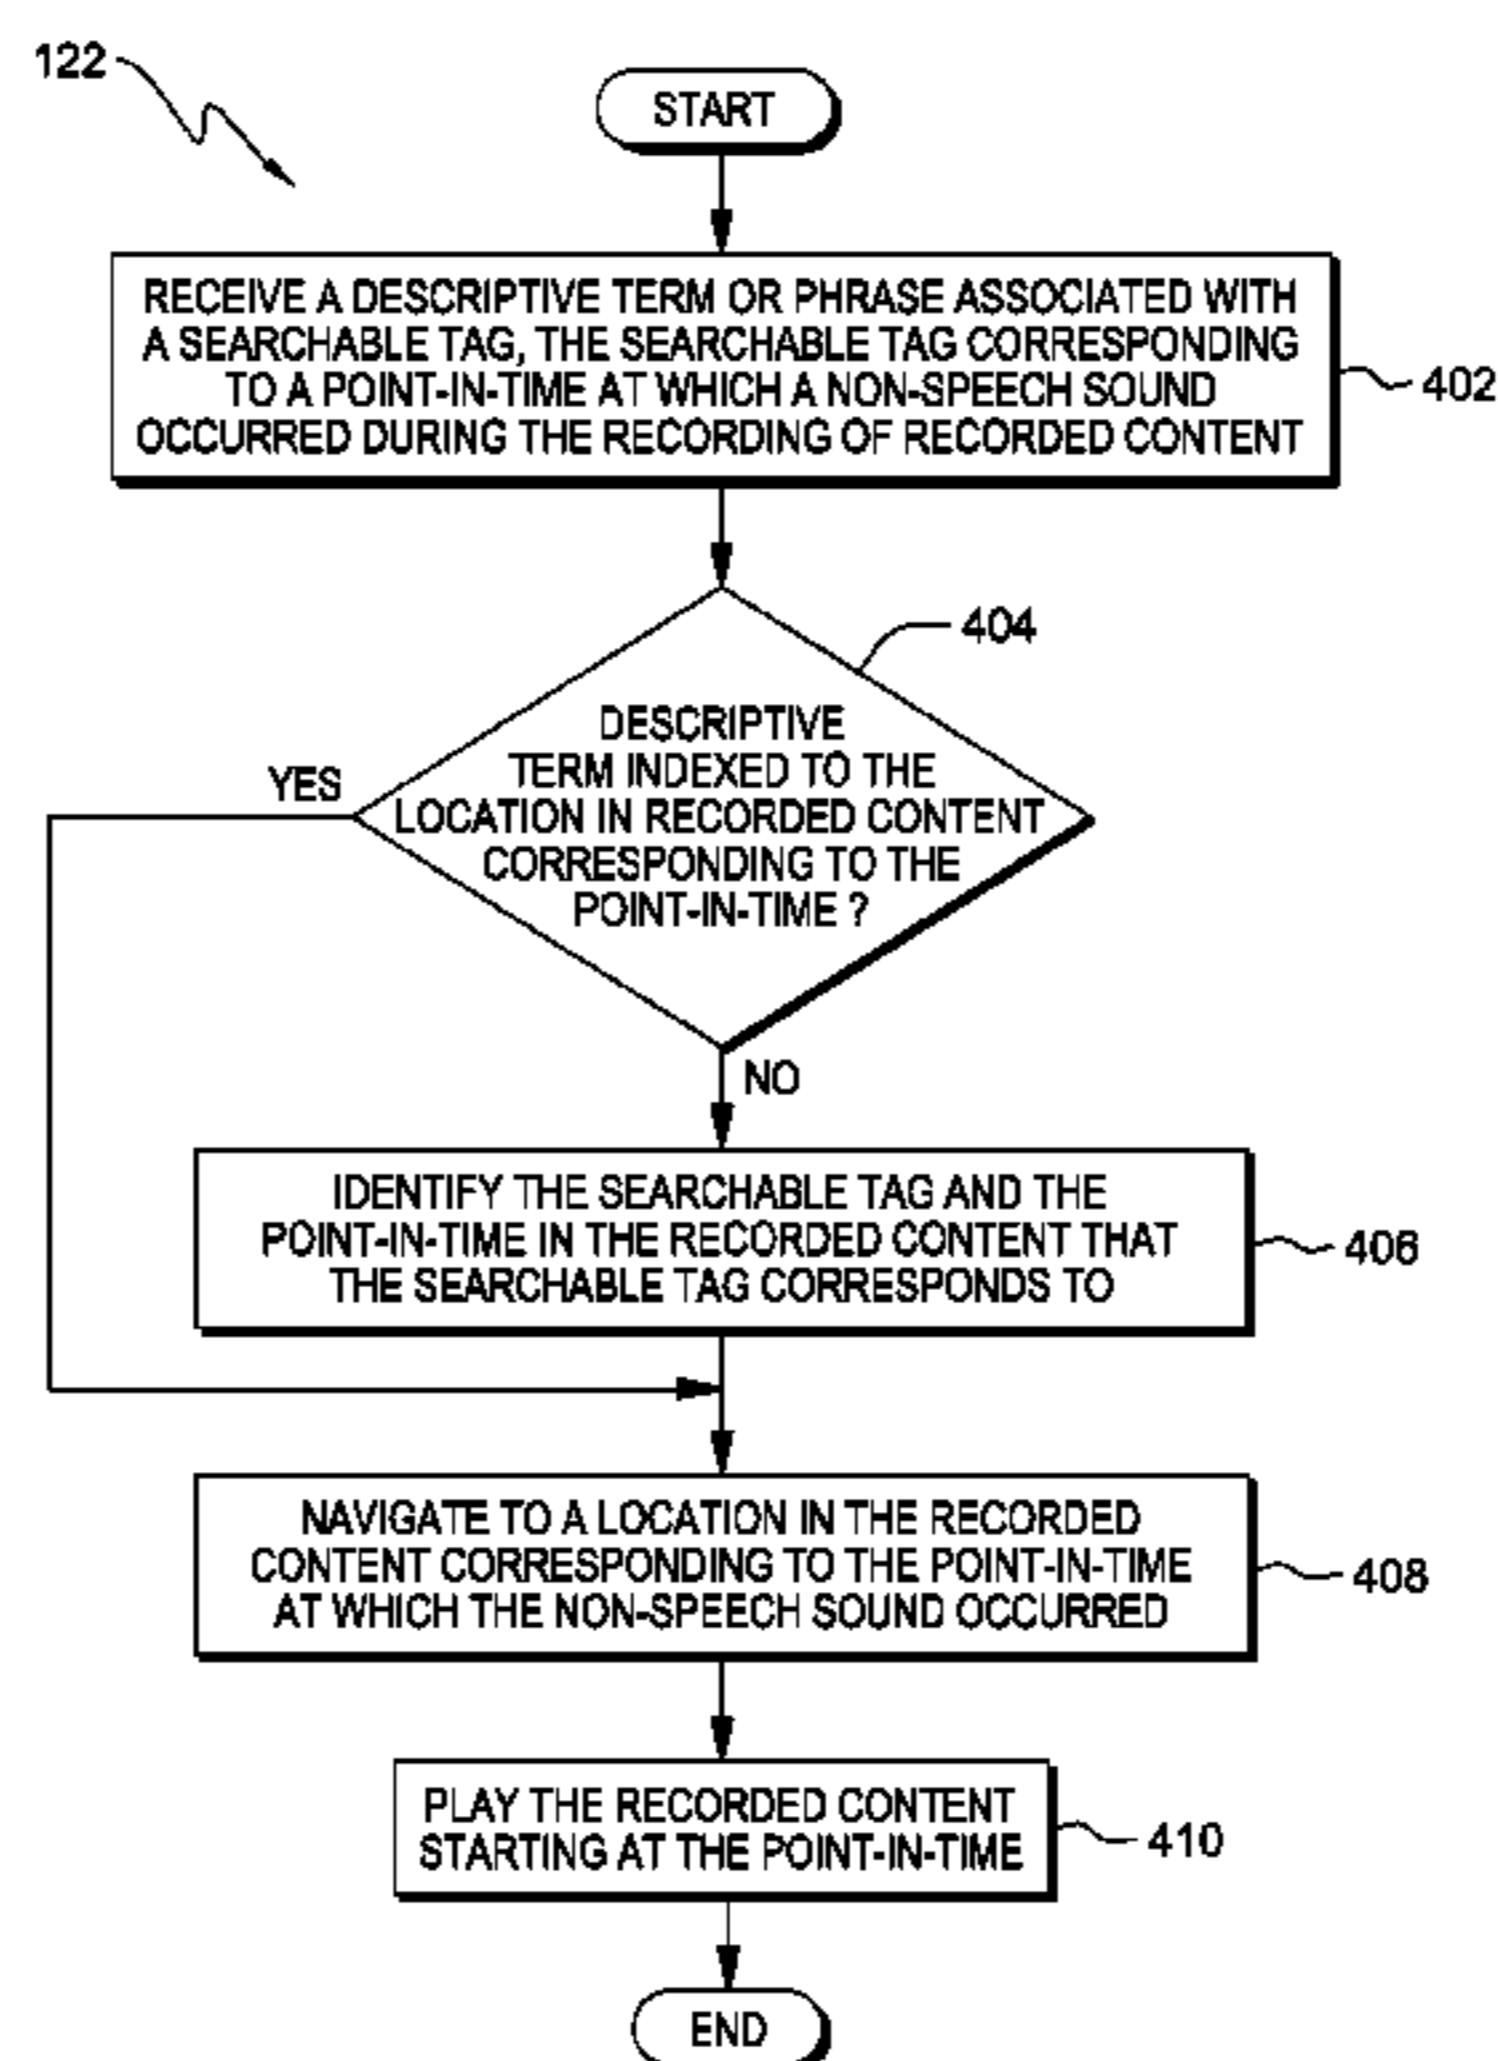 122
START
RECEIVE A DESCRIPTIVE TERM OR PHRASE ASSOCIATED WITH
A SEARCHABLE TAG, THE SEARCHABLE TAG CORRESPONDING
TO A POINT-IN-TIME AT WHICH A NON-SPEECH SOUND
OCCURRED DURING THE RECORDING OF RECORDED CONTENT
402
404
DESCRIPTIVE
TERM INDEXED TO THE
LOCATION IN RECORDED CONTENT
CORRESPONDING TO THE
POINT-IN-TIME ?
YES
NO
IDENTIFY THE SEARCHABLE TAG AND THE
POINT-IN-TIME IN THE RECORDED CONTENT THAT
THE SEARCHABLE TAG CORRESPONDS TO
406
NAVIGATE TO A LOCATION IN THE RECORDED
CONTENT CORRESPONDING TO THE POINT-IN-TIME
AT WHICH THE NON-SPEECH SOUND OCCURRED
408
PLAY THE RECORDED CONTENT
STARTING AT THE POINT-IN-TIME
410
END